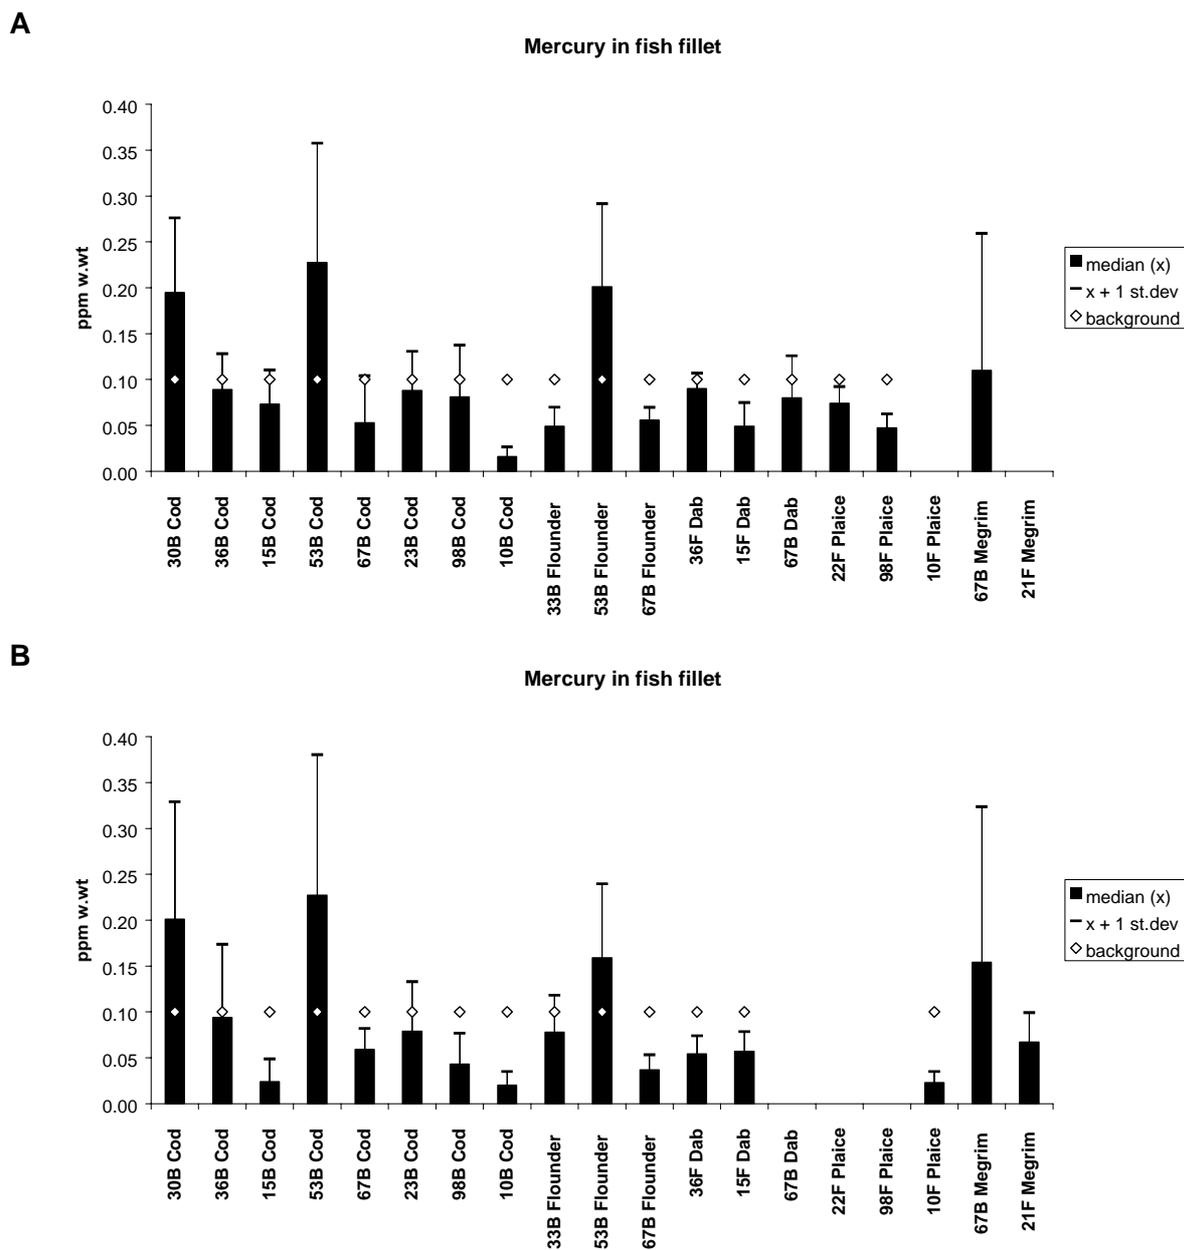 A
Mercury in fish fillet
0.40
0.35
0.30
0.25
0.20
0.15
0.10
0.05
0.00
ppm w.wt
median (x)
x + 1 st.dev
background
30B Cod
36B Cod
15B Cod
53B Cod
67B Cod
23B Cod
98B Cod
10B Cod
33B Flounder
53B Flounder
67B Flounder
36F Dab
15F Dab
67B Dab
22F Plaice
98F Plaice
10F Plaice
67B Megrim
21F Megrim
B
Mercury in fish fillet
0.40
0.35
0.30
0.25
0.20
0.15
0.10
0.05
0.00
ppm w.wt
median (x)
x + 1 st.dev
background
30B Cod
36B Cod
15B Cod
53B Cod
67B Cod
23B Cod
98B Cod
10B Cod
33B Flounder
53B Flounder
67B Flounder
36F Dab
15F Dab
67B Dab
22F Plaice
98F Plaice
10F Plaice
67B Megrim
21F Megrim